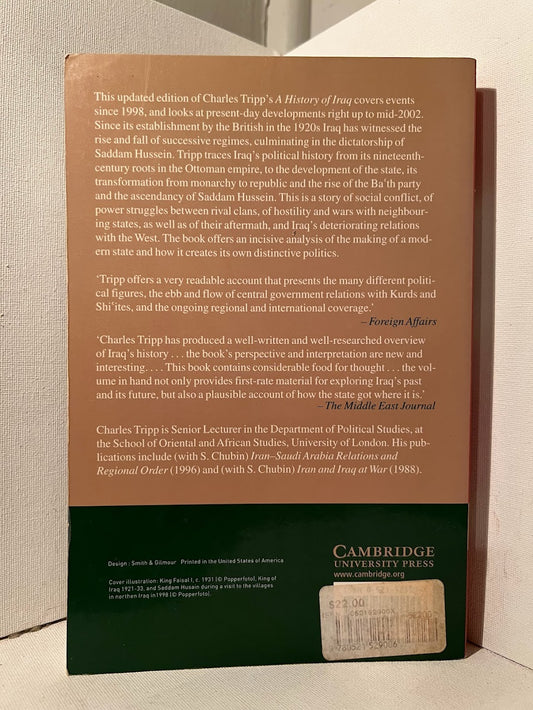 This updated edition of Charles Tripp's A History of Iraq covers events
since 1998, and looks at present-day developments right up to mid-2002.
Since its establishment by the British in the 1920s Iraq has witnessed the
rise and fall of successive regimes, culminating in the dictatorship of
Saddam Hussein. Tripp traces Iraq's political history from its nineteenth-
century roots in the Ottoman empire, to the development of the state, its
transformation from monarchy to republic and the rise of the Baʿth party
and the ascendancy of Saddam Hussein. This is a story of social conflict, of
power struggles between rival clans, of hostility and wars with neighbour-
ing states, as well as of their aftermath, and Iraq's deteriorating relations
with the West. The book offers an incisive analysis of the making of a mod-
ern state and how it creates its own distinctive politics.
'Tripp offers a very readable account that presents the many different politi-
cal figures, the ebb and flow of central government relations with Kurds and
Shiʿites, and the ongoing regional and international coverage.'
– Foreign Affairs
'Charles Tripp has produced a well-written and well-researched overview
of Iraq's history . . . the book's perspective and interpretation are new and
interesting. . . . This book contains considerable food for thought . . . the vol-
ume in hand not only provides first-rate material for exploring Iraq's past
and its future, but also a plausible account of how the state got where it is.'
– The Middle East Journal
Charles Tripp is Senior Lecturer in the Department of Political Studies, at
the School of Oriental and African Studies, University of London. His pub-
lications include (with S. Chubin) Iran–Saudi Arabia Relations and
Regional Order (1996) and (with S. Chubin) Iran and Iraq at War (1988).
Design : Smith & Gilmour Printed in the United States of America
Cover illustration: King Faisal I, c. 1931 (© Popperfoto), King of
Iraq 1921-33, and Saddam Husain during a visit to the villages
in northen Iraq in1998 (© Popperfoto).
CAMBRIDGE
UNIVERSITY PRESS
www.cambridge.org
$22.00